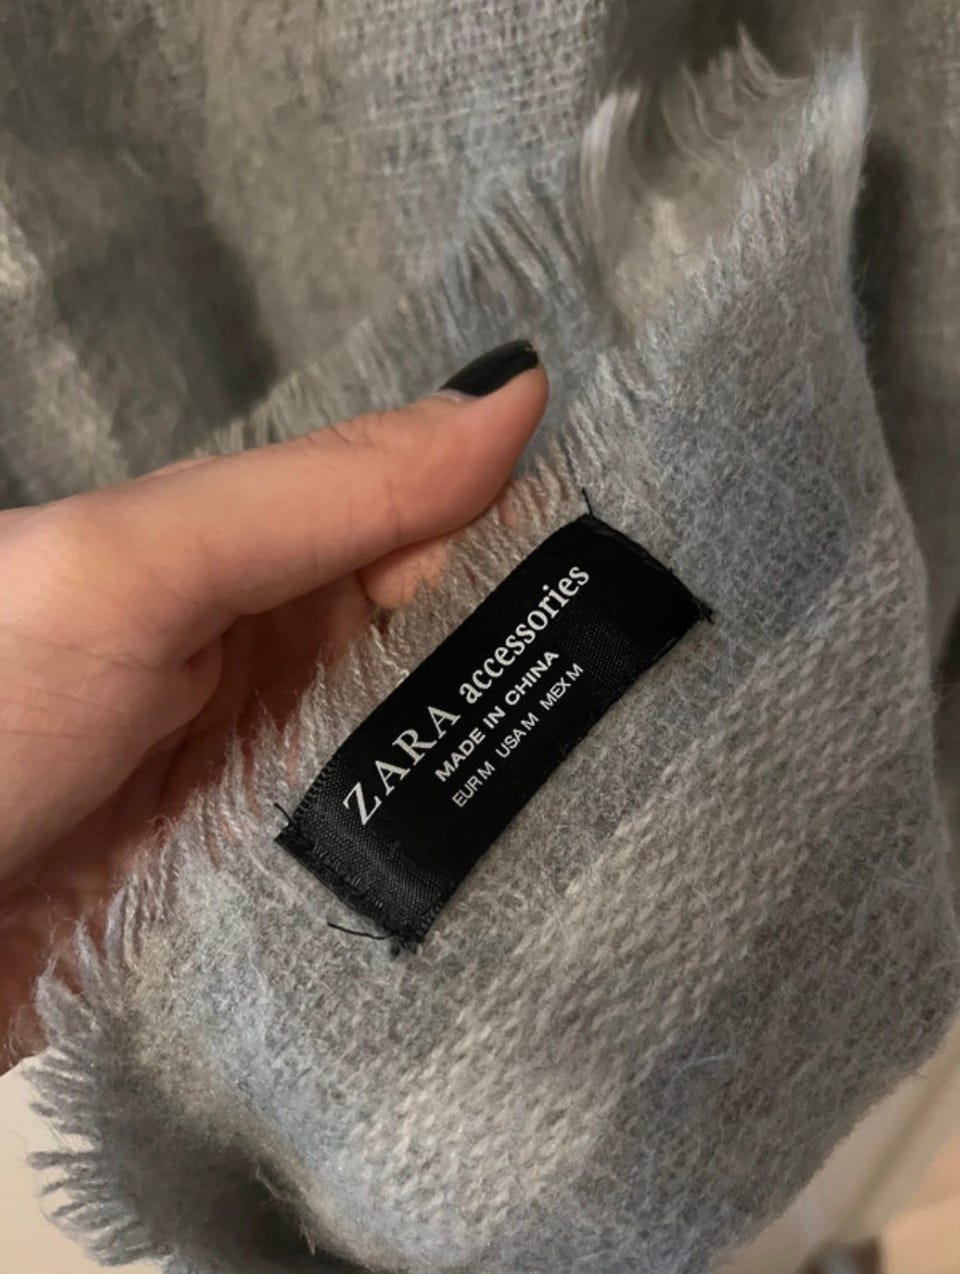 ZARA accessories
MADE IN CHINA
EUR M USA M MEX M